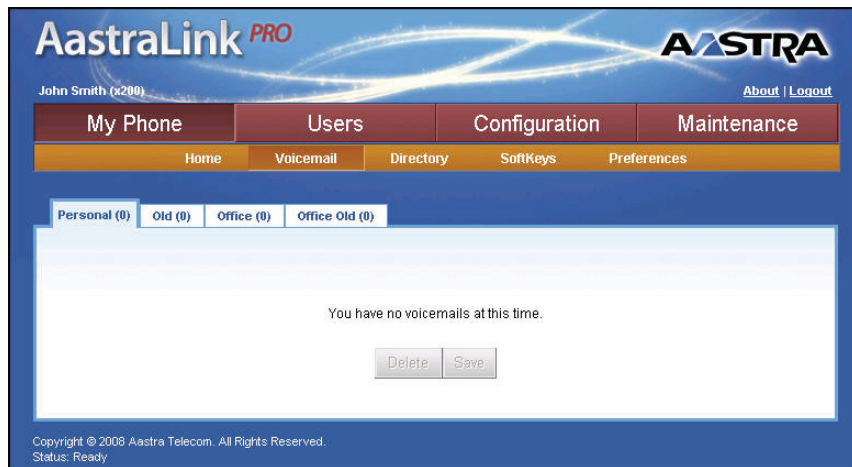 AastraLink PRO
AASTRA
John Smith (x200)
About | Logout
My Phone Users Configuration Maintenance
Home Voicemail Directory SoftKeys Preferences
Personal (0) Old (0) Office (0) Office Old (0)
You have no voicemails at this time.
Delete Save
Copyright © 2008 Aastra Telecom. All Rights Reserved.
Status: Ready